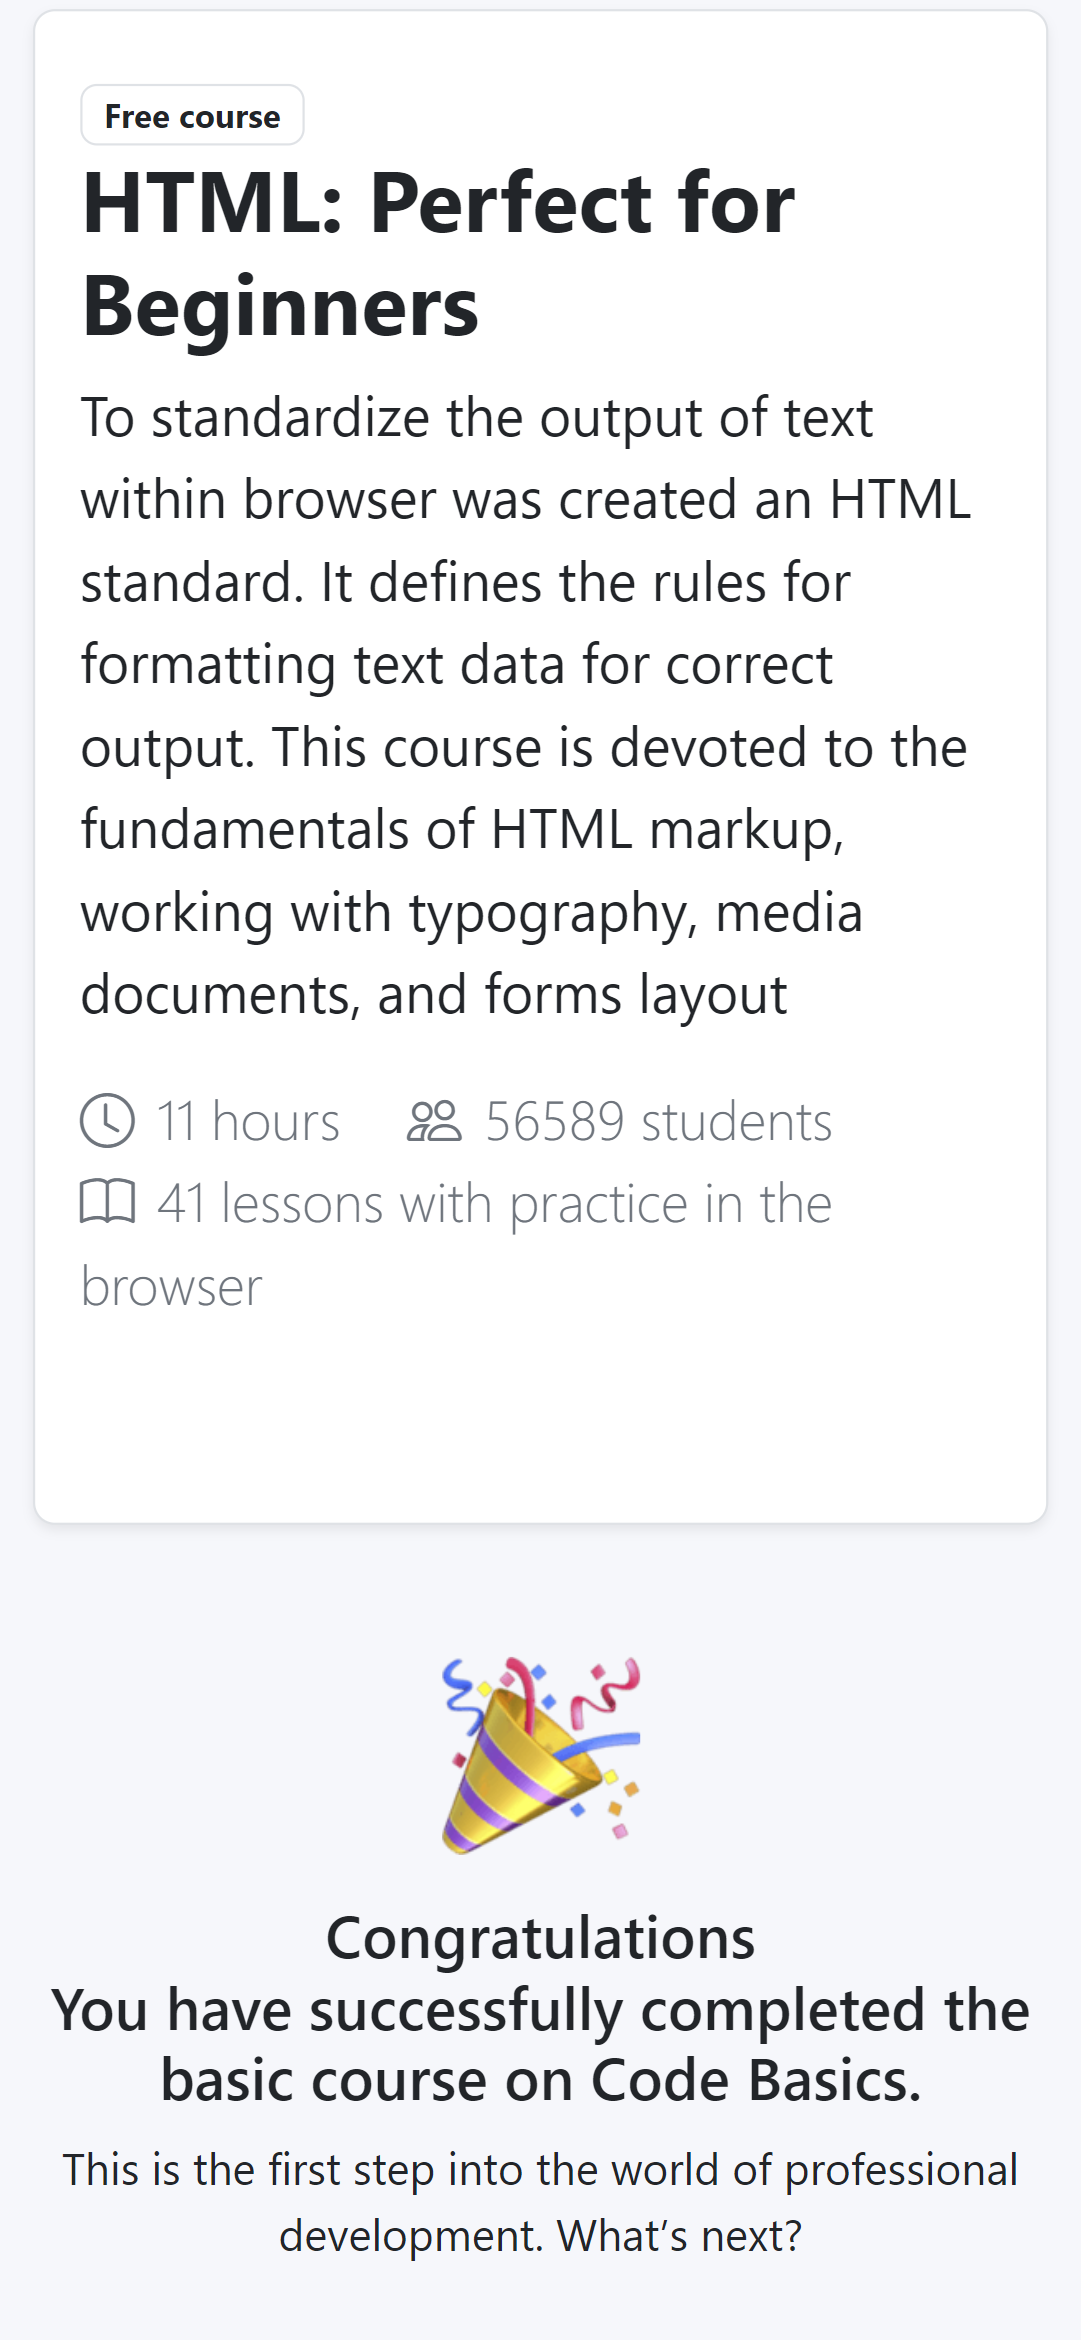 Free course
HTML: Perfect for
Beginners
To standardize the output of text
within browser was created an HTML
standard. It defines the rules for
formatting text data for correct
output. This course is devoted to the
fundamentals of HTML markup,
working with typography, media
documents, and forms layout
11 hours 56589 students
41 lessons with practice in the
browser
Congratulations
You have successfully completed the
basic course on Code Basics.
This is the first step into the world of professional
development. What’s next?